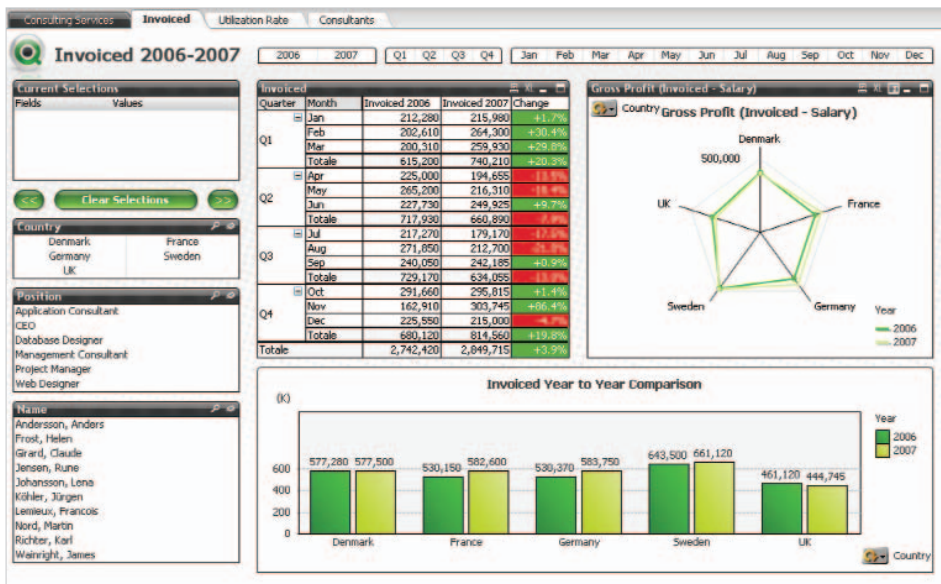 Consulting Services Invoiced Utilization Rate Consultants
Invoiced 2006-2007
2006 2007 Q1 Q2 Q3 Q4 Jan Feb Mar Apr May Jun Jul Aug Sep Oct Nov Dec
Current Selections
Fields Values
<< Clear Selections >>
Country
Denmark France
Germany Sweden
UK
Position
Application Consultant
CEO
Database Designer
Management Consultant
Project Manager
Web Designer
Name
Andersson, Anders
Frost, Helen
Girard, Claude
Jensen, Rune
Johansson, Lena
Köhler, Jürgen
Lemieux, Francois
Nord, Martin
Richter, Karl
Wainright, James
Invoiced XL
Quarter Month Invoiced 2006 Invoiced 2007 Change
Q1
Jan 212,280 215,980 +1.7%
Feb 202,610 264,300 +30.4%
Mar 200,310 259,930 +29.8%
Totale 615,200 740,210 +20.3%
Q2
Apr 225,000 194,655
May 265,200 216,310
Jun 227,730 249,925 +9.7%
Totale 717,930 660,890
Q3
Jul 217,270 179,170
Aug 271,850 212,700
Sep 240,050 242,185 +0.9%
Totale 729,170 634,055
Q4
Oct 291,660 295,815 +1.4%
Nov 162,910 303,745 +86.4%
Dec 225,550 215,000
Totale 680,120 814,560 +19.8%
Totale 2,742,420 2,849,715 +3.9%
Gross Profit (Invoiced - Salary) XL
Country
Gross Profit (Invoiced - Salary)
Denmark
500,000
UK France
Sweden Germany
Year
2006
2007
Invoiced Year to Year Comparison
(K)
600
400
200
0
577,280 577,500
530,150 582,600
530,370 583,750
643,500 661,120
461,120 444,745
Denmark France Germany Sweden UK
Year
2006
2007
Country